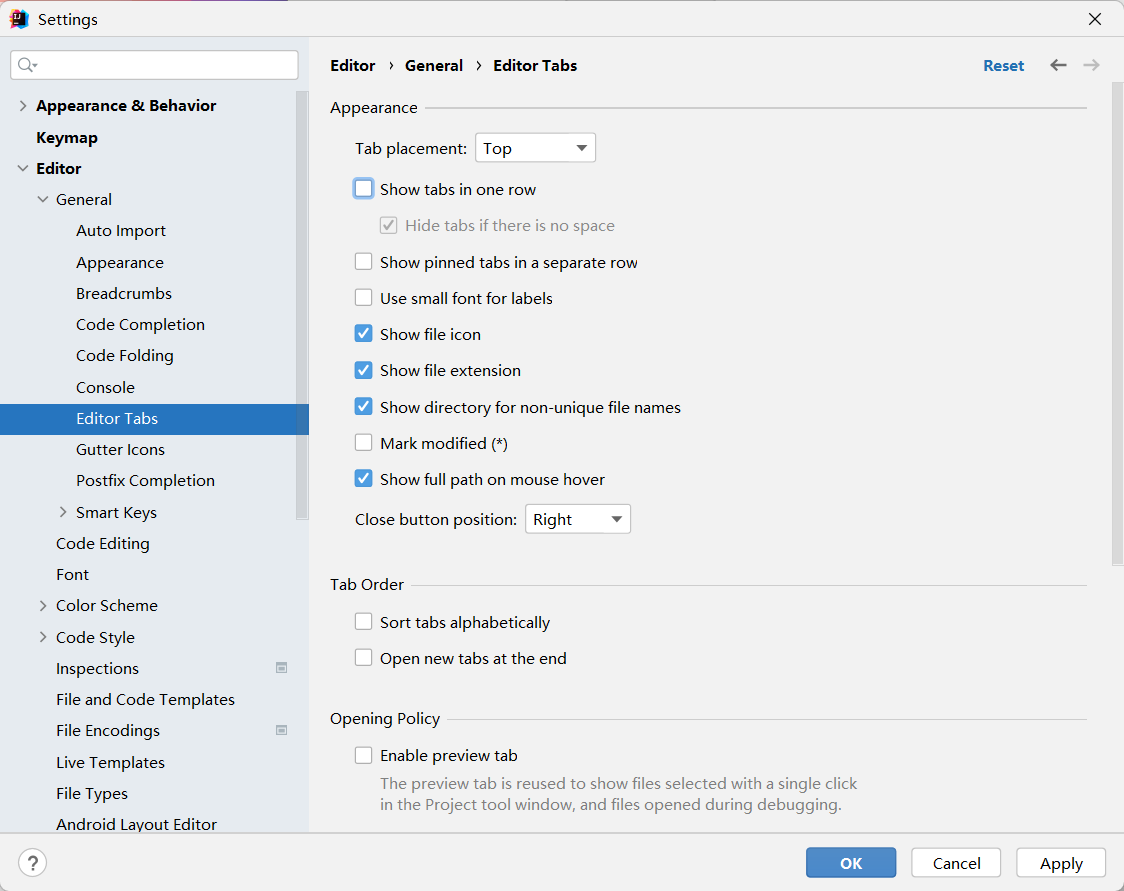 Settings
Appearance & Behavior
Keymap
Editor
General
Auto Import
Appearance
Breadcrumbs
Code Completion
Code Folding
Console
Editor Tabs
Gutter Icons
Postfix Completion
Smart Keys
Code Editing
Font
Color Scheme
Code Style
Inspections
File and Code Templates
File Encodings
Live Templates
File Types
Android Layout Editor
Editor › General › Editor Tabs
Reset
Appearance
Tab placement: Top
Show tabs in one row
Hide tabs if there is no space
Show pinned tabs in a separate row
Use small font for labels
Show file icon
Show file extension
Show directory for non-unique file names
Mark modified (*)
Show full path on mouse hover
Close button position: Right
Tab Order
Sort tabs alphabetically
Open new tabs at the end
Opening Policy
Enable preview tab
The preview tab is reused to show files selected with a single click
in the Project tool window, and files opened during debugging.
?
OK Cancel Apply